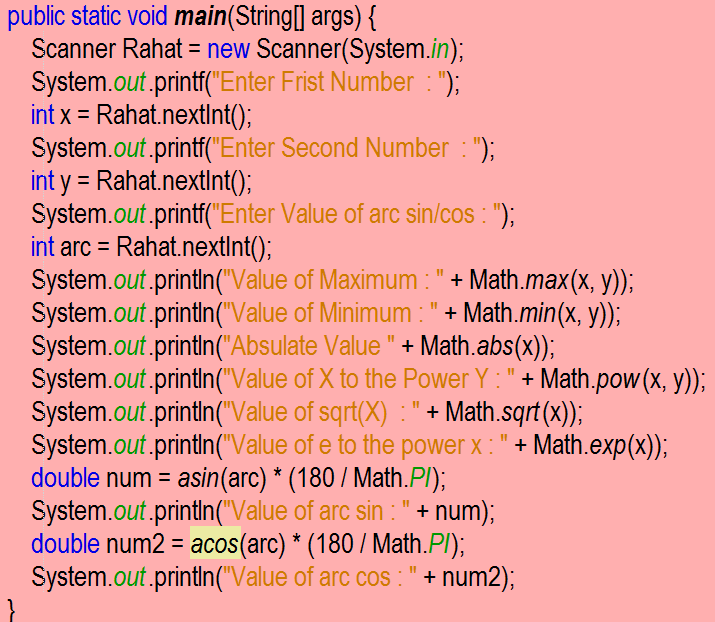 public static void main(String[] args) {
Scanner Rahat = new Scanner(System.in);
System.out.printf("Enter Frist Number  : ");
int x = Rahat.nextInt();
System.out.printf("Enter Second Number  : ");
int y = Rahat.nextInt();
System.out.printf("Enter Value of arc sin/cos : ");
int arc = Rahat.nextInt();
System.out.println("Value of Maximum : " + Math.max(x, y));
System.out.println("Value of Minimum : " + Math.min(x, y));
System.out.println("Absulate Value " + Math.abs(x));
System.out.println("Value of X to the Power Y : " + Math.pow(x, y));
System.out.println("Value of sqrt(X)  : " + Math.sqrt(x));
System.out.println("Value of e to the power x : " + Math.exp(x));
double num = asin(arc) * (180 / Math.PI);
System.out.println("Value of arc sin : " + num);
double num2 = acos(arc) * (180 / Math.PI);
System.out.println("Value of arc cos : " + num2);
}